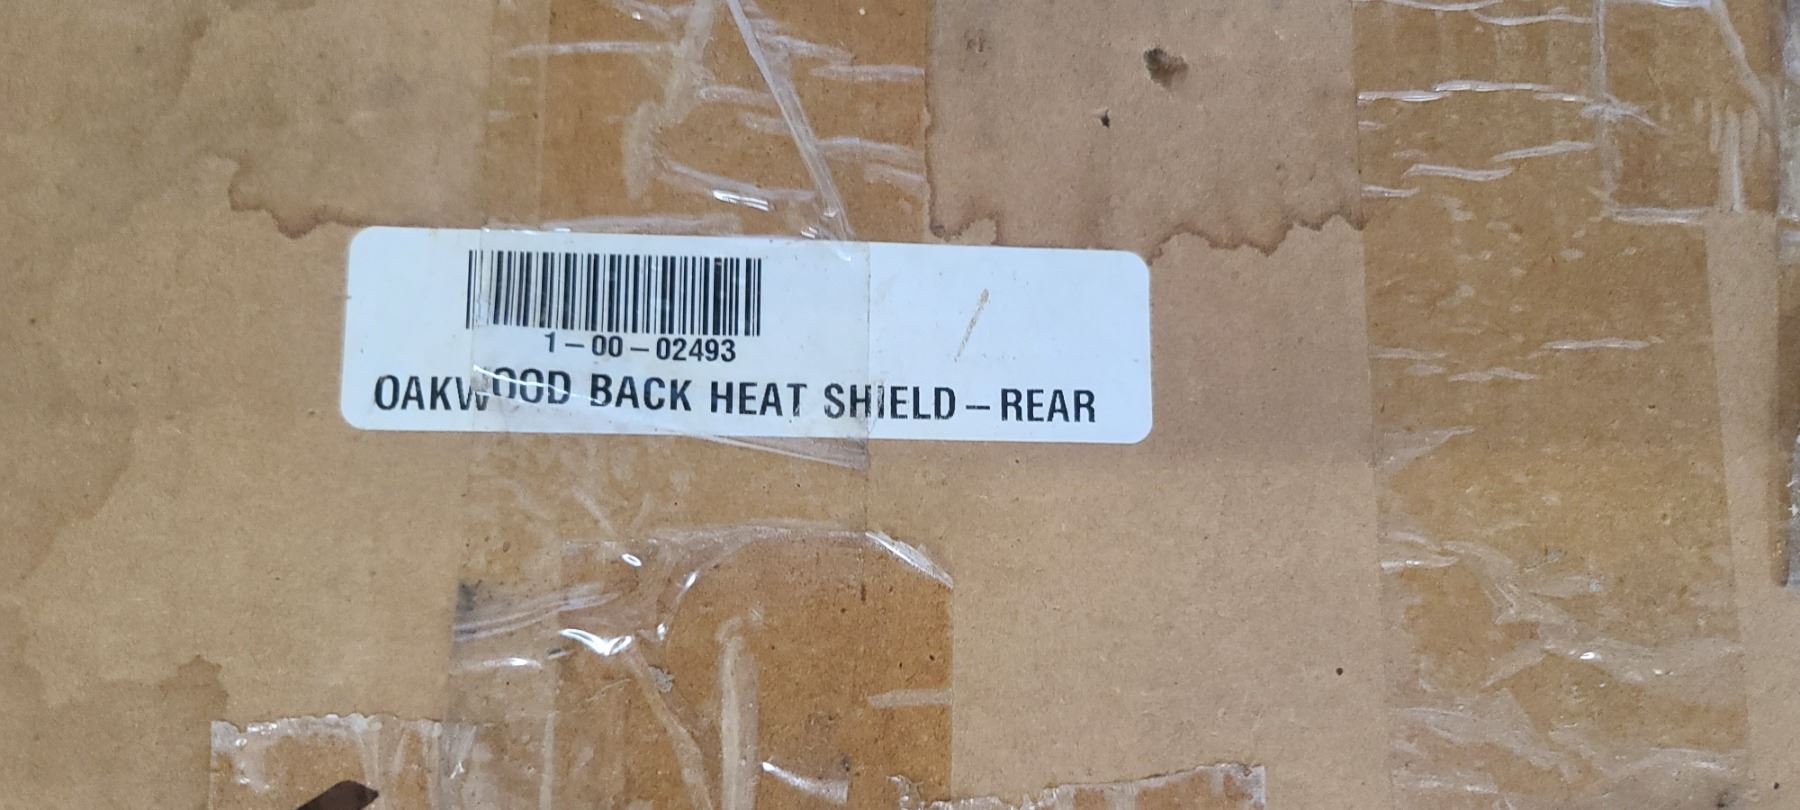 1-00-02493
OAKWOOD BACK HEAT SHIELD-REAR